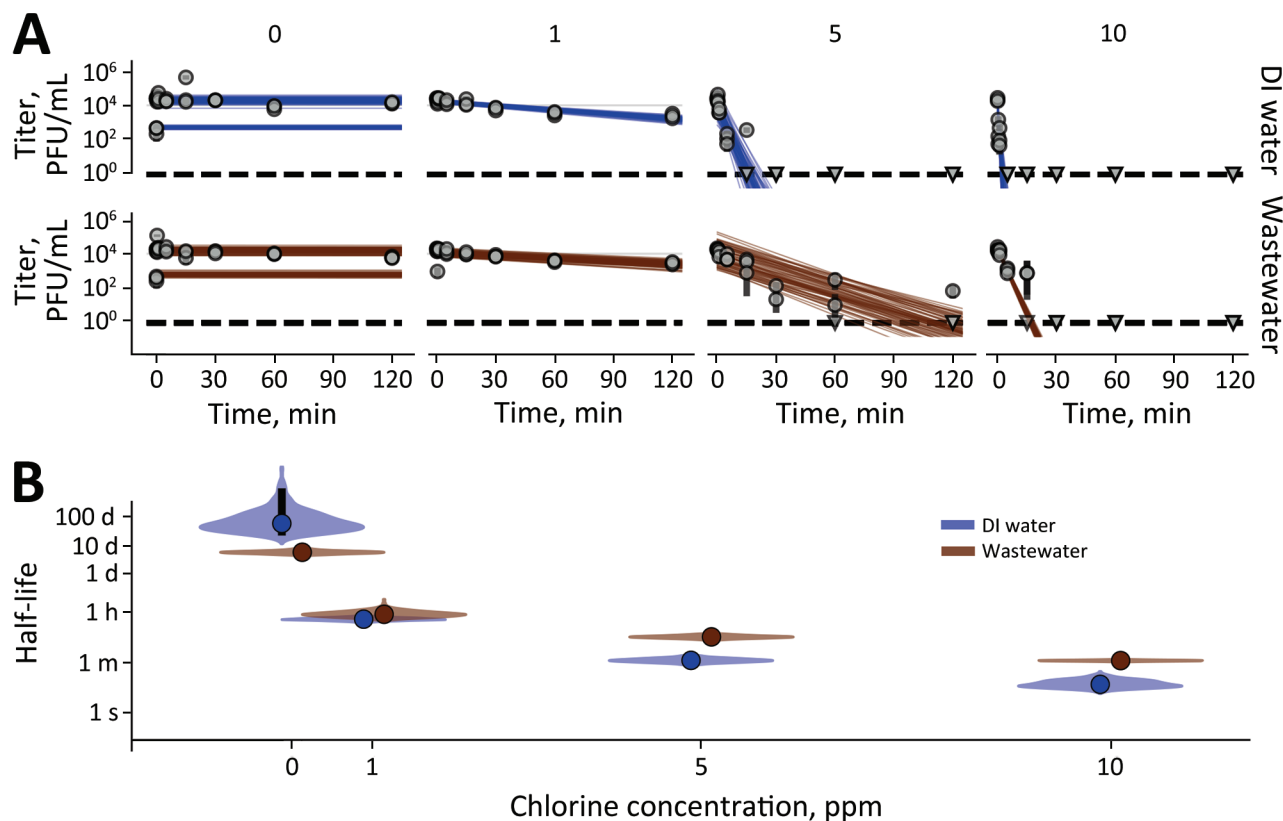 A
0 1 5 10
Titer,
PFU/mL
10⁶
10⁴
10²
10⁰
DI water
Titer,
PFU/mL
10⁶
10⁴
10²
10⁰
Wastewater
0 30 60 90 120 0 30 60 90 120 0 30 60 90 120 0 30 60 90 120
Time, min Time, min Time, min Time, min
B
Half-life
100 d
10 d
1 d
1 h
1 m
1 s
DI water
Wastewater
0 1 5 10
Chlorine concentration, ppm